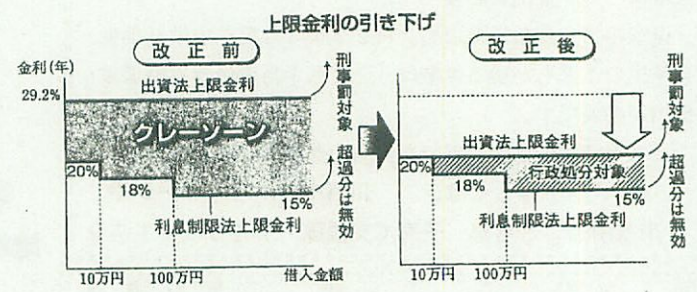 上限金利の引き下げ
改正前
金利(年)
29.2%
出資法上限金利
刑事罰対象
グレーゾーン
超過分は無効
20%
18%
15%
利息制限法上限金利
10万円
100万円
借入金額
改正後
刑事罰対象
出資法上限金利
20%
行政処分対象
超過分は無効
18%
15%
利息制限法上限金利
10万円
100万円